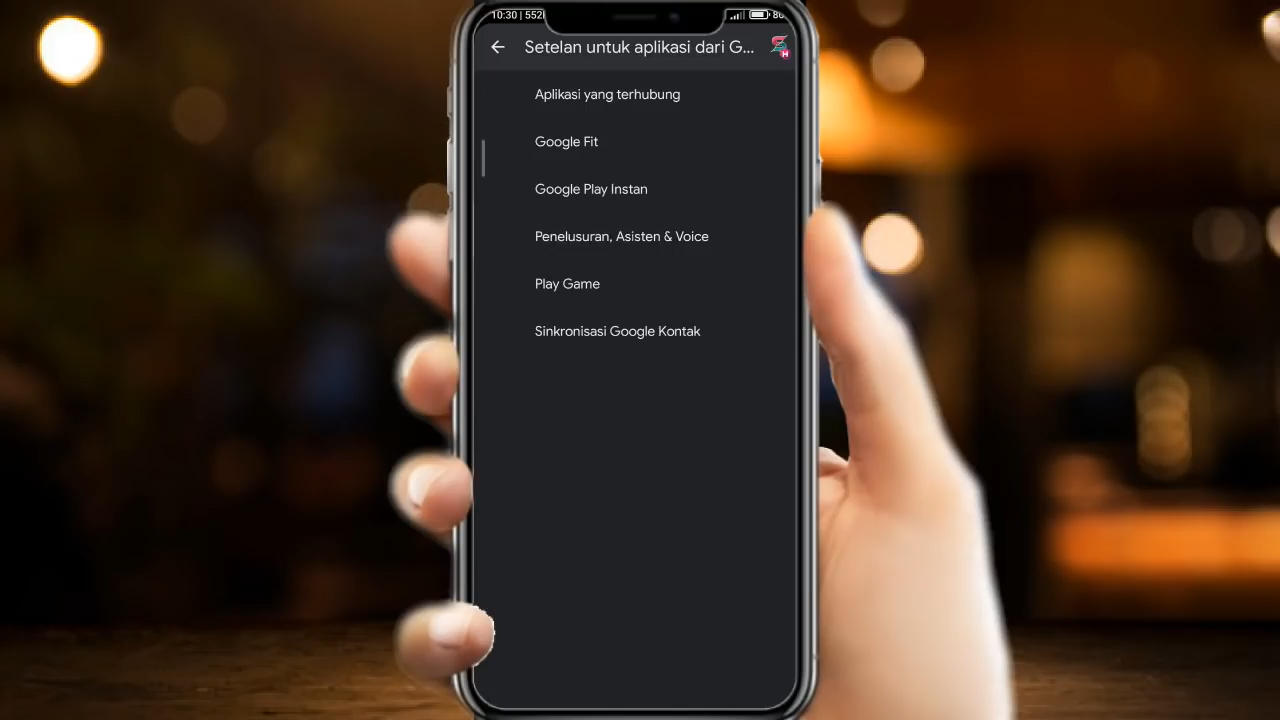 10:30 | 552
Setelan untuk aplikasi dari G...
H
Aplikasi yang terhubung
Google Fit
Google Play Instan
Penelusuran, Asisten & Voice
Play Game
Sinkronisasi Google Kontak